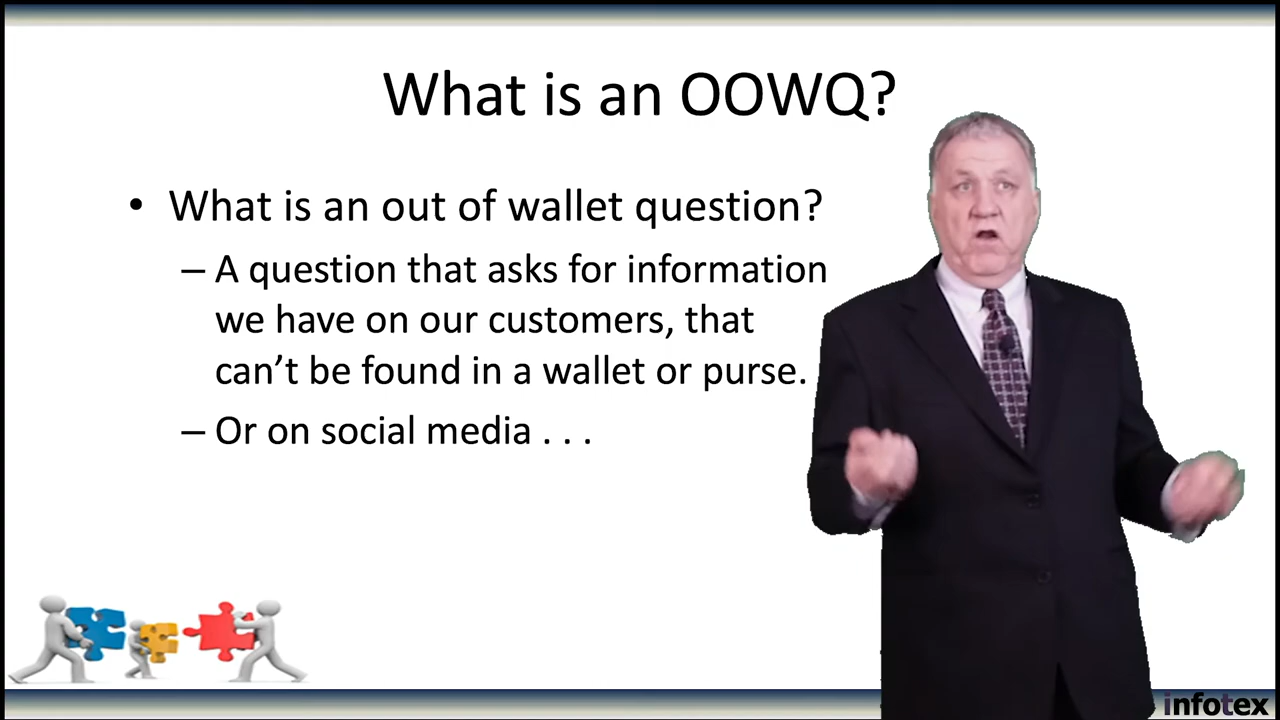 What is an OOWQ?
• What is an out of wallet question?
– A question that asks for information
we have on our customers, that
can’t be found in a wallet or purse.
– Or on social media . . .
infotex